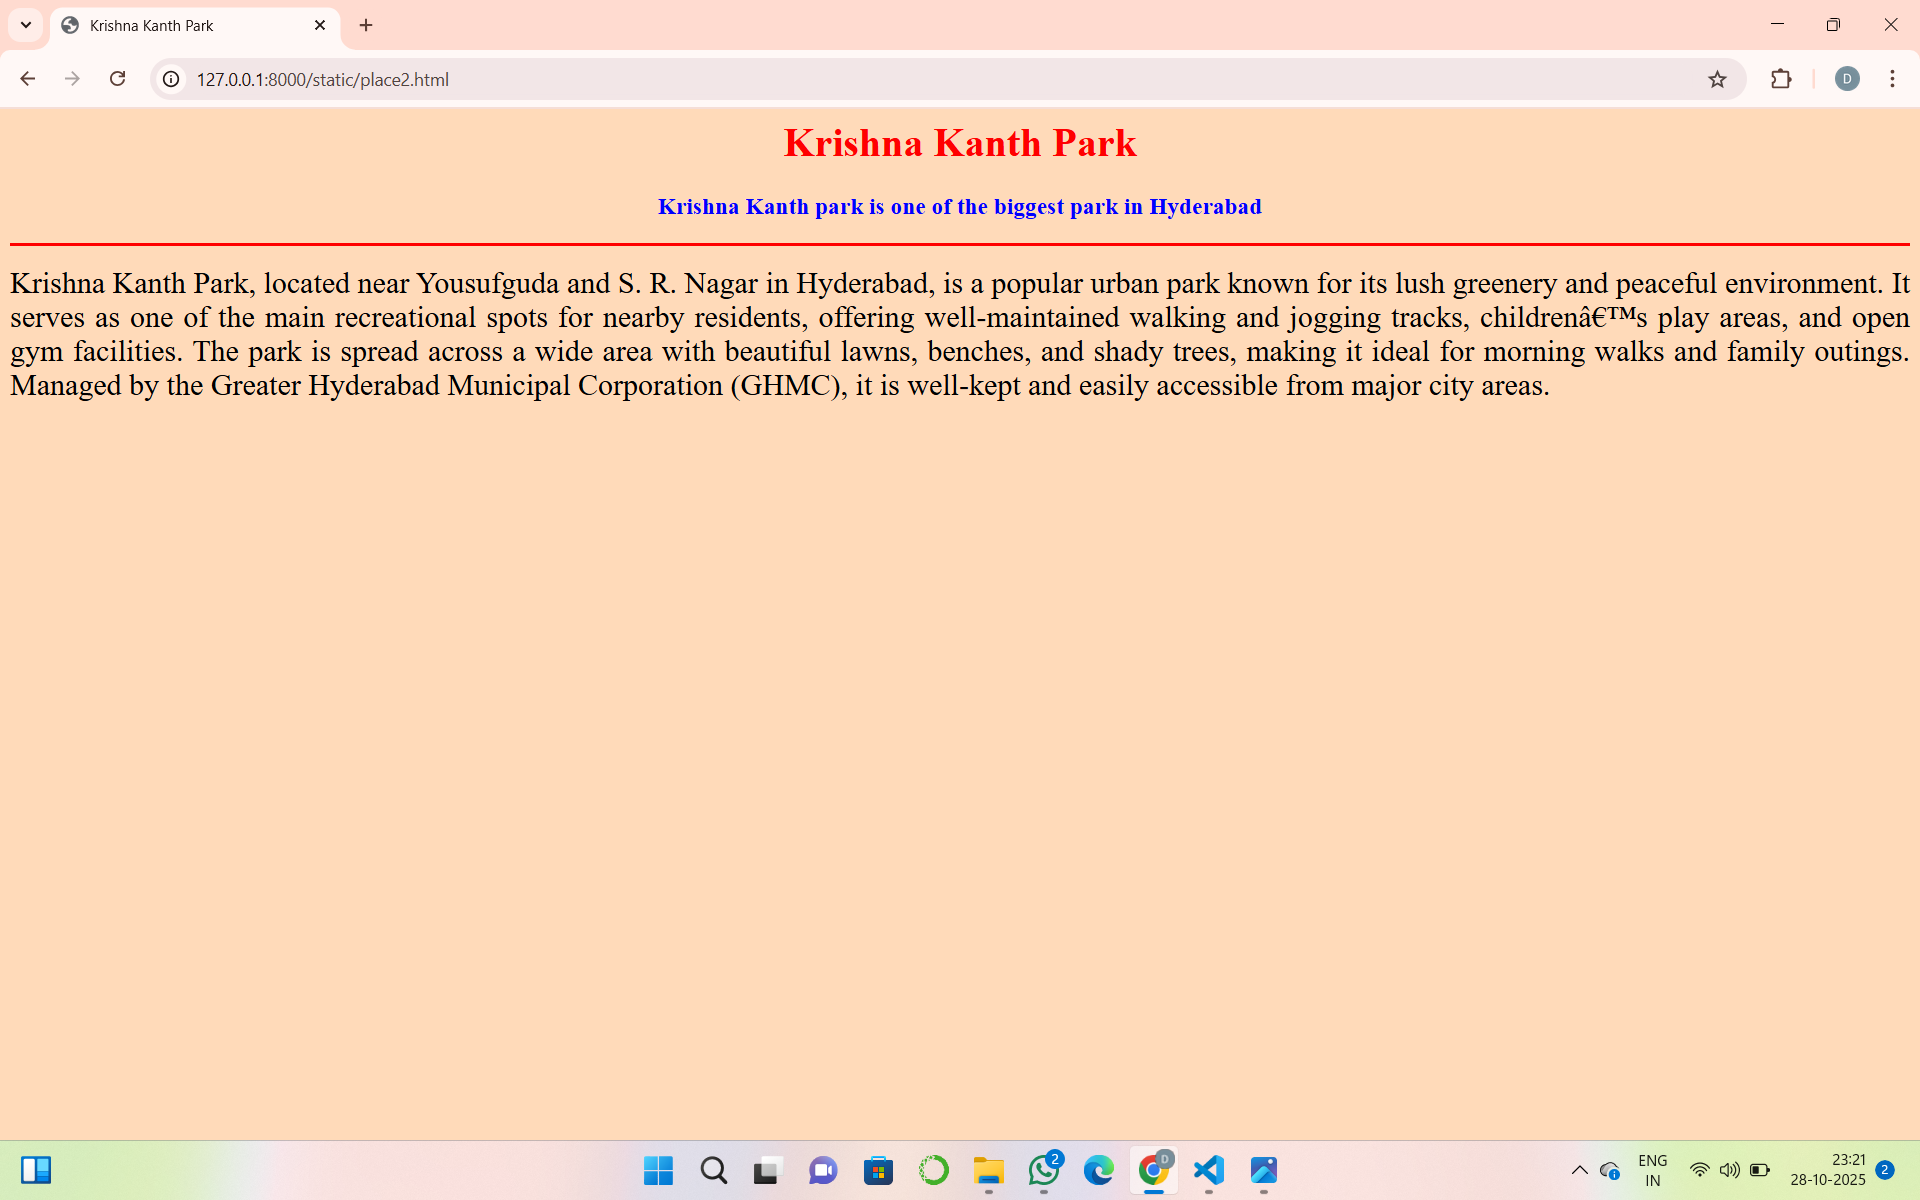 Krishna Kanth Park
127.0.0.1:8000/static/place2.html
D
Krishna Kanth Park
Krishna Kanth park is one of the biggest park in Hyderabad
Krishna Kanth Park, located near Yousufguda and S. R. Nagar in Hyderabad, is a popular urban park known for its lush greenery and peaceful environment. It
serves as one of the main recreational spots for nearby residents, offering well-maintained walking and jogging tracks, childrenâ€™s play areas, and open
gym facilities. The park is spread across a wide area with beautiful lawns, benches, and shady trees, making it ideal for morning walks and family outings.
Managed by the Greater Hyderabad Municipal Corporation (GHMC), it is well-kept and easily accessible from major city areas.
2
D
ENG
IN
23:21
28-10-2025
2